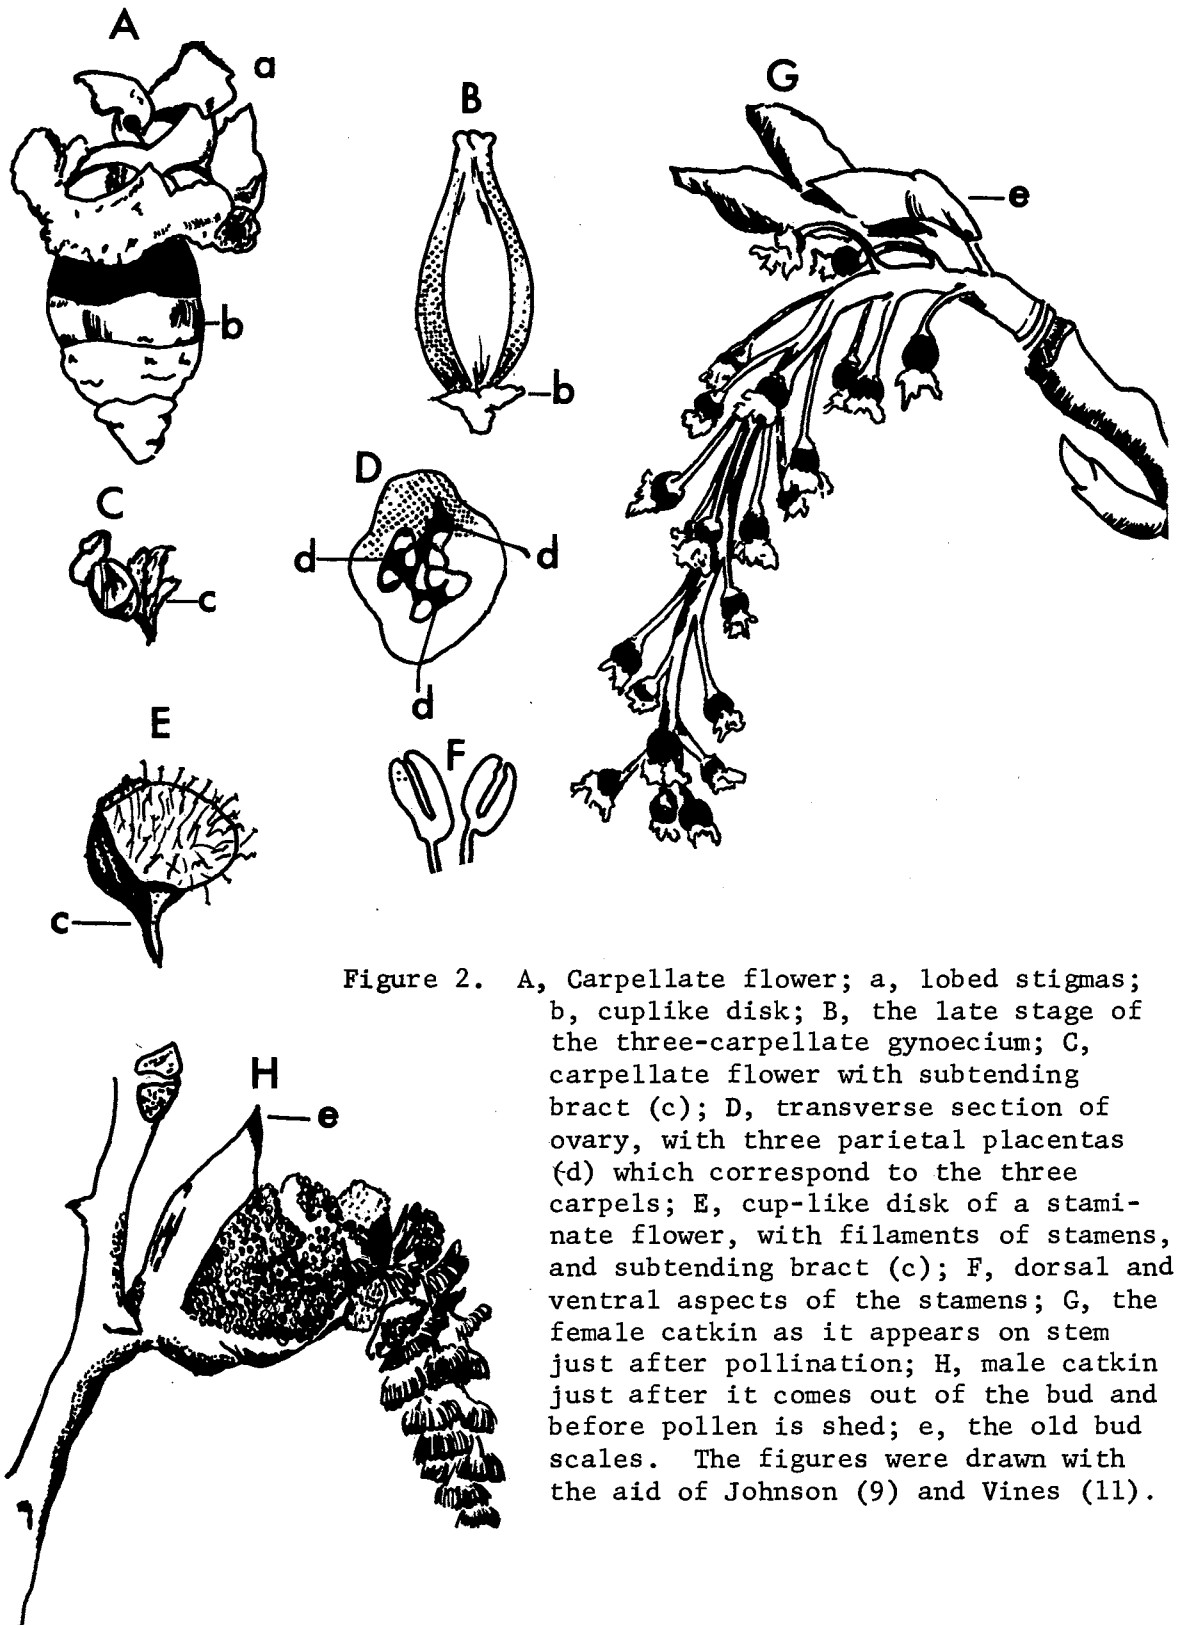 A
a
B
G
e
b
b
D
C
d
d
c
d
E
F
c
Figure 2. A, Carpellate flower; a, lobed stigmas;
b, cuplike disk; B, the late stage of
the three-carpellate gynoecium; C,
carpellate flower with subtending
bract (c); D, transverse section of
ovary, with three parietal placentas
(d) which correspond to the three
carpels; E, cup-like disk of a stami-
nate flower, with filaments of stamens,
and subtending bract (c); F, dorsal and
ventral aspects of the stamens; G, the
female catkin as it appears on stem
just after pollination; H, male catkin
just after it comes out of the bud and
before pollen is shed; e, the old bud
scales. The figures were drawn with
the aid of Johnson (9) and Vines (11).
H
e